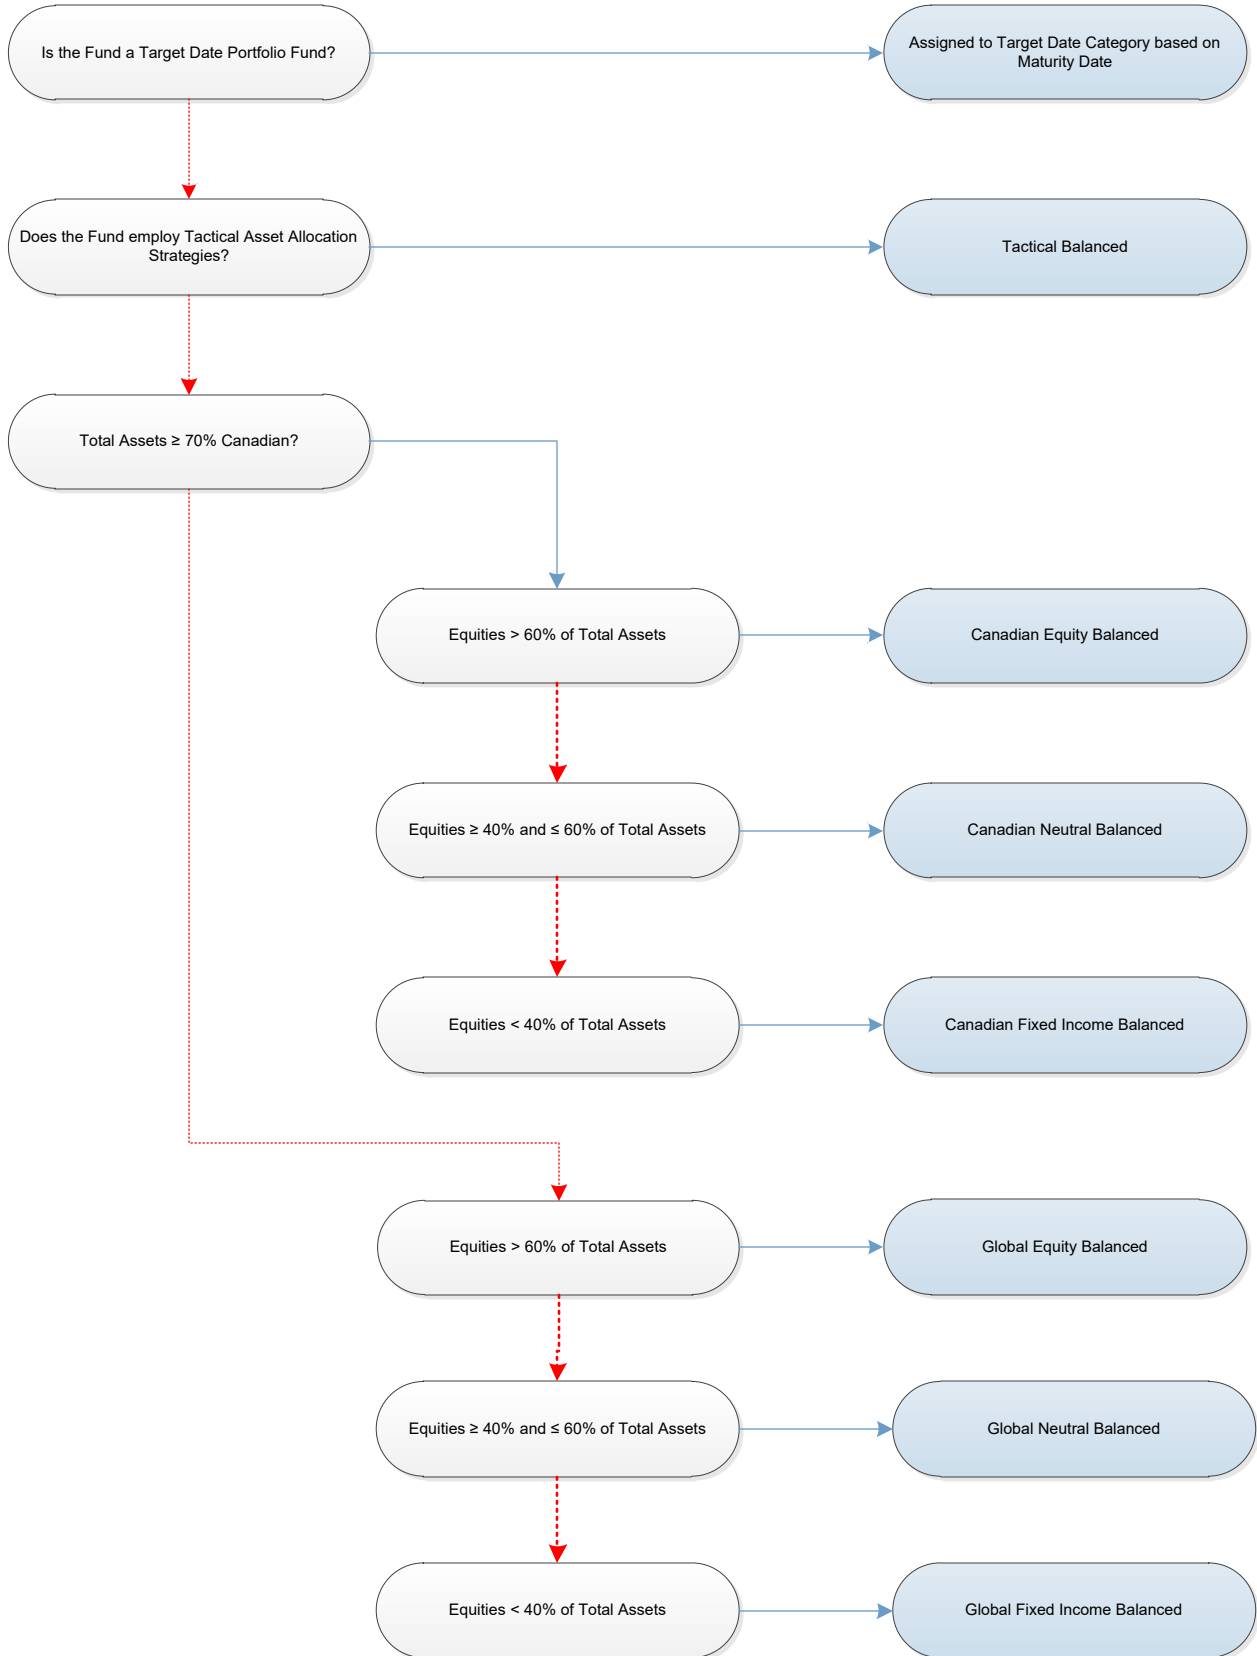 Is the Fund a Target Date Portfolio Fund?
Assigned to Target Date Category based on
Maturity Date
Does the Fund employ Tactical Asset Allocation
Strategies?
Tactical Balanced
Total Assets ≥ 70% Canadian?
Equities > 60% of Total Assets
Canadian Equity Balanced
Equities ≥ 40% and ≤ 60% of Total Assets
Canadian Neutral Balanced
Equities < 40% of Total Assets
Canadian Fixed Income Balanced
Equities > 60% of Total Assets
Global Equity Balanced
Equities ≥ 40% and ≤ 60% of Total Assets
Global Neutral Balanced
Equities < 40% of Total Assets
Global Fixed Income Balanced